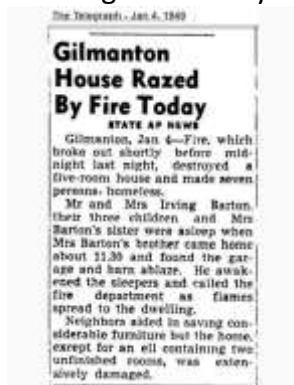 The Telegraph - Jan 4, 1949
Gilmanton
House Razed
By Fire Today
STATE AP NEWS
Gilmanton, Jan 4—Fire, which
broke out shortly before mid-
night last night, destroyed a
five-room house and made seven
persons homeless.
Mr and Mrs Irving Barton,
their three children and Mrs
Barton's sister were asleep when
Mrs Barton's brother came home
about 11.30 and found the gar-
age and barn ablaze. He awak-
ened the sleepers and called the
fire department as flames
spread to the dwelling.
Neighbors aided in saving con-
siderable furniture but the home,
except for an ell containing two
unfinished rooms, was exten-
sively damaged.